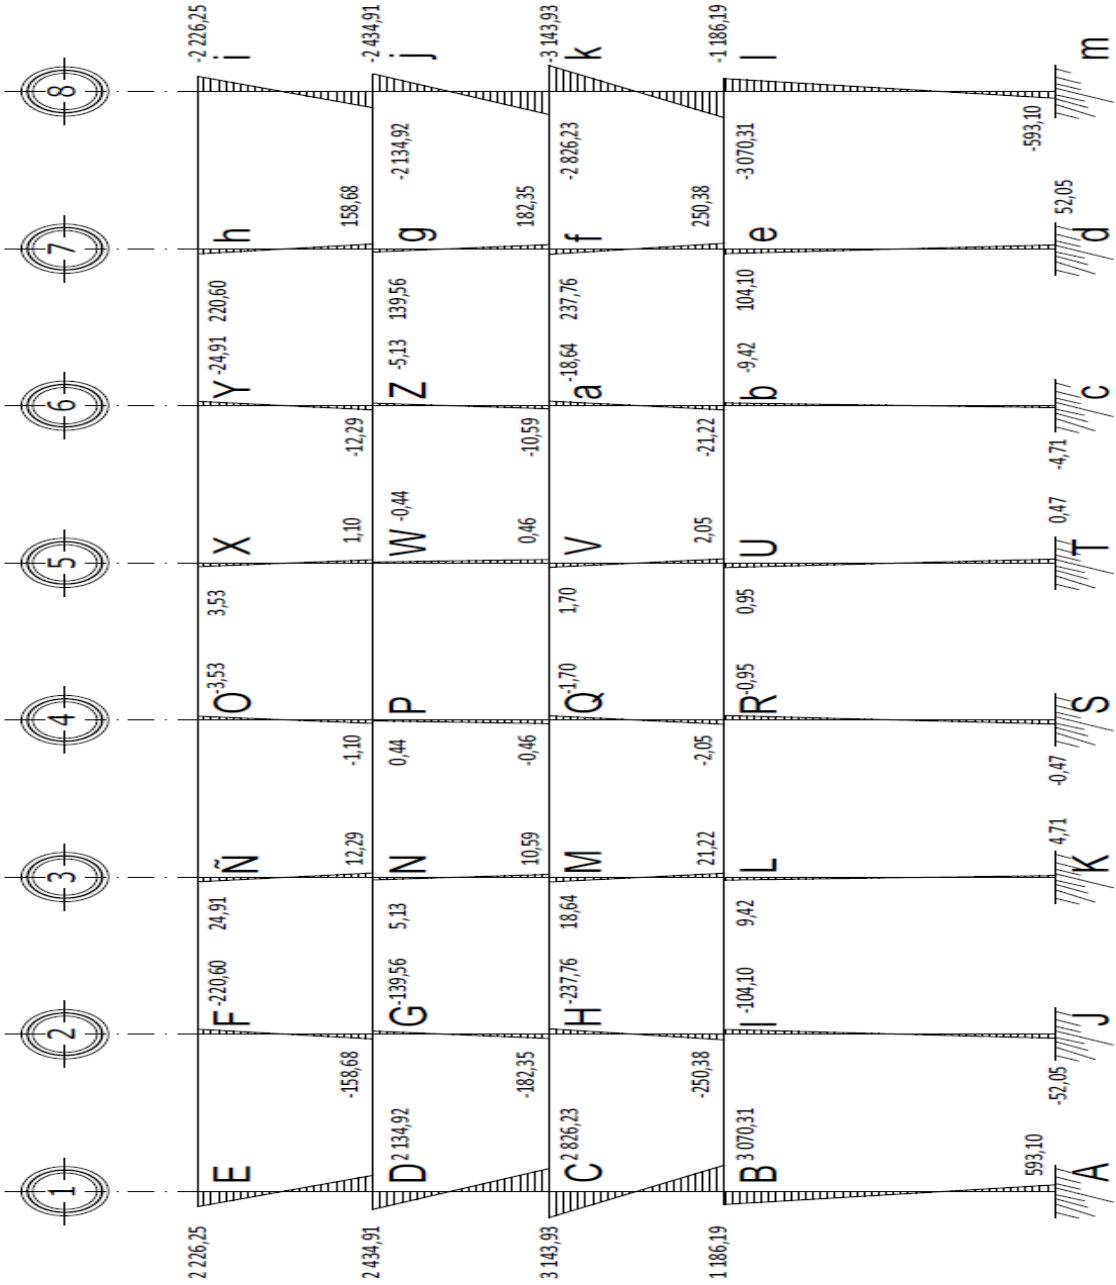 1 2 3 4 5 6 7 8
2 226,25 E F -220,60 24,91 Ñ O -3,53 3,53 X Y -24,91 220,60 h i -2 226,25
-158,68 12,29 -1,10 1,10 -12,29 158,68
2 434,91 D 2 134,92 G -139,56 5,13 N 0,44 P W -0,44 Z -5,13 139,56 g -2 134,92 j -2 434,91
-182,35 10,59 -0,46 0,46 -10,59 182,35
3 143,93 C 2 826,23 H -237,76 18,64 M Q -1,70 1,70 V a -18,64 237,76 f -2 826,23 k -3 143,93
-250,38 21,22 -2,05 2,05 -21,22 250,38
1 186,19 B 3 070,31 I -104,10 9,42 L R -0,95 0,95 U b -9,42 104,10 e -3 070,31 l -1 186,19
593,10 -52,05 4,71 -0,47 0,47 -4,71 52,05 -593,10
A J K S T c d m